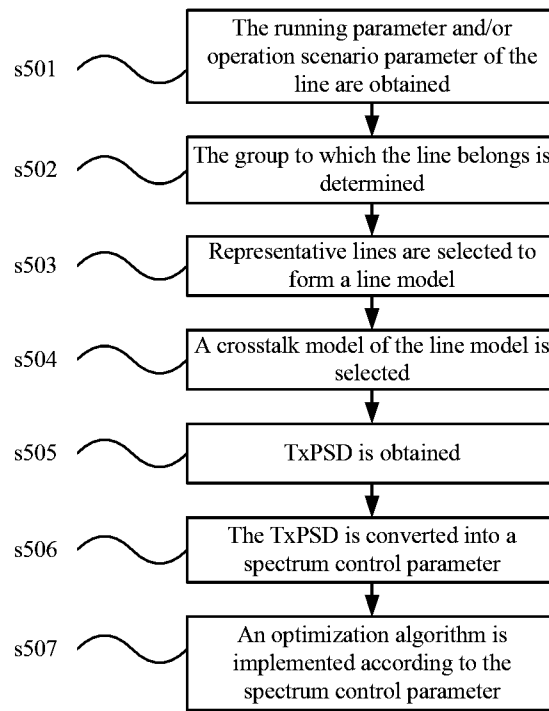 s501
The running parameter and/or
operation scenario parameter of the
line are obtained
s502
The group to which the line belongs is
determined
s503
Representative lines are selected to
form a line model
s504
A crosstalk model of the line model is
selected
s505
TxPSD is obtained
s506
The TxPSD is converted into a
spectrum control parameter
s507
An optimization algorithm is
implemented according to the
spectrum control parameter